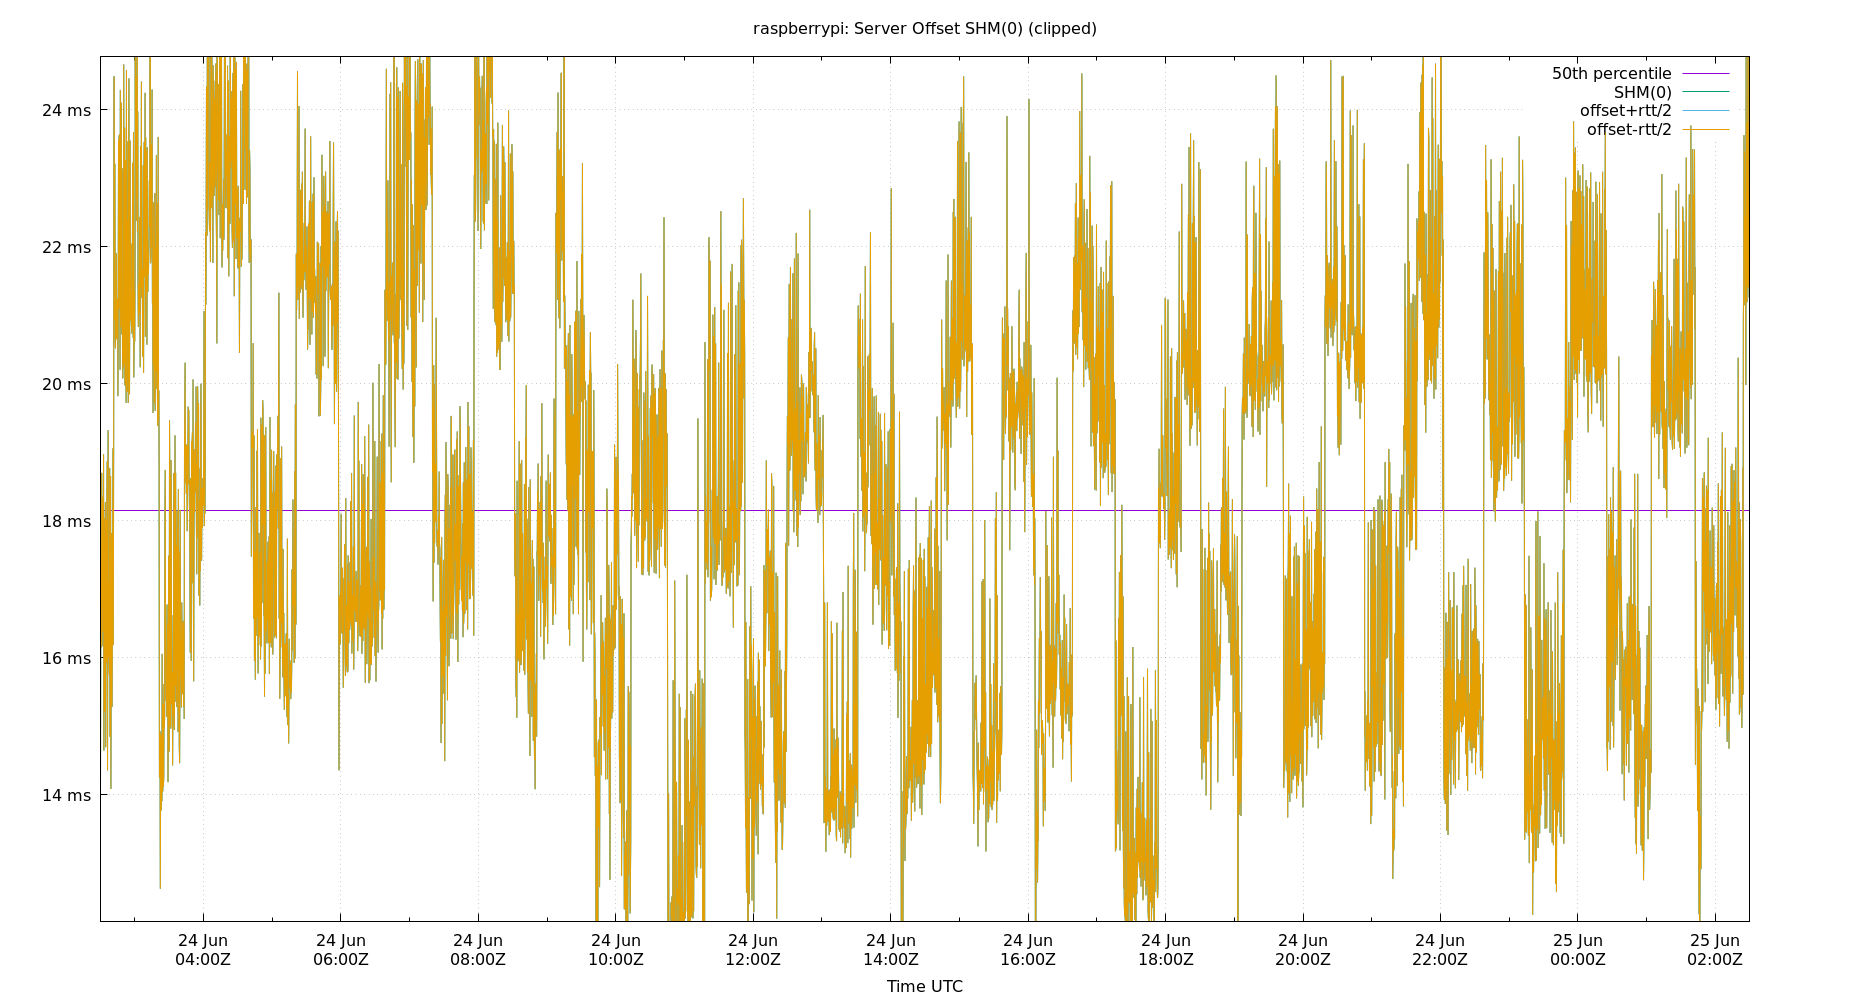 raspberrypi: Server Offset SHM(0) (clipped)
50th percentile
SHM(0)
offset+rtt/2
offset-rtt/2
24 ms
22 ms
20 ms
18 ms
16 ms
14 ms
24 Jun 24 Jun 24 Jun 24 Jun 24 Jun 24 Jun 24 Jun 24 Jun 24 Jun 24 Jun 25 Jun 25 Jun
04:00Z 06:00Z 08:00Z 10:00Z 12:00Z 14:00Z 16:00Z 18:00Z 20:00Z 22:00Z 00:00Z 02:00Z
Time UTC